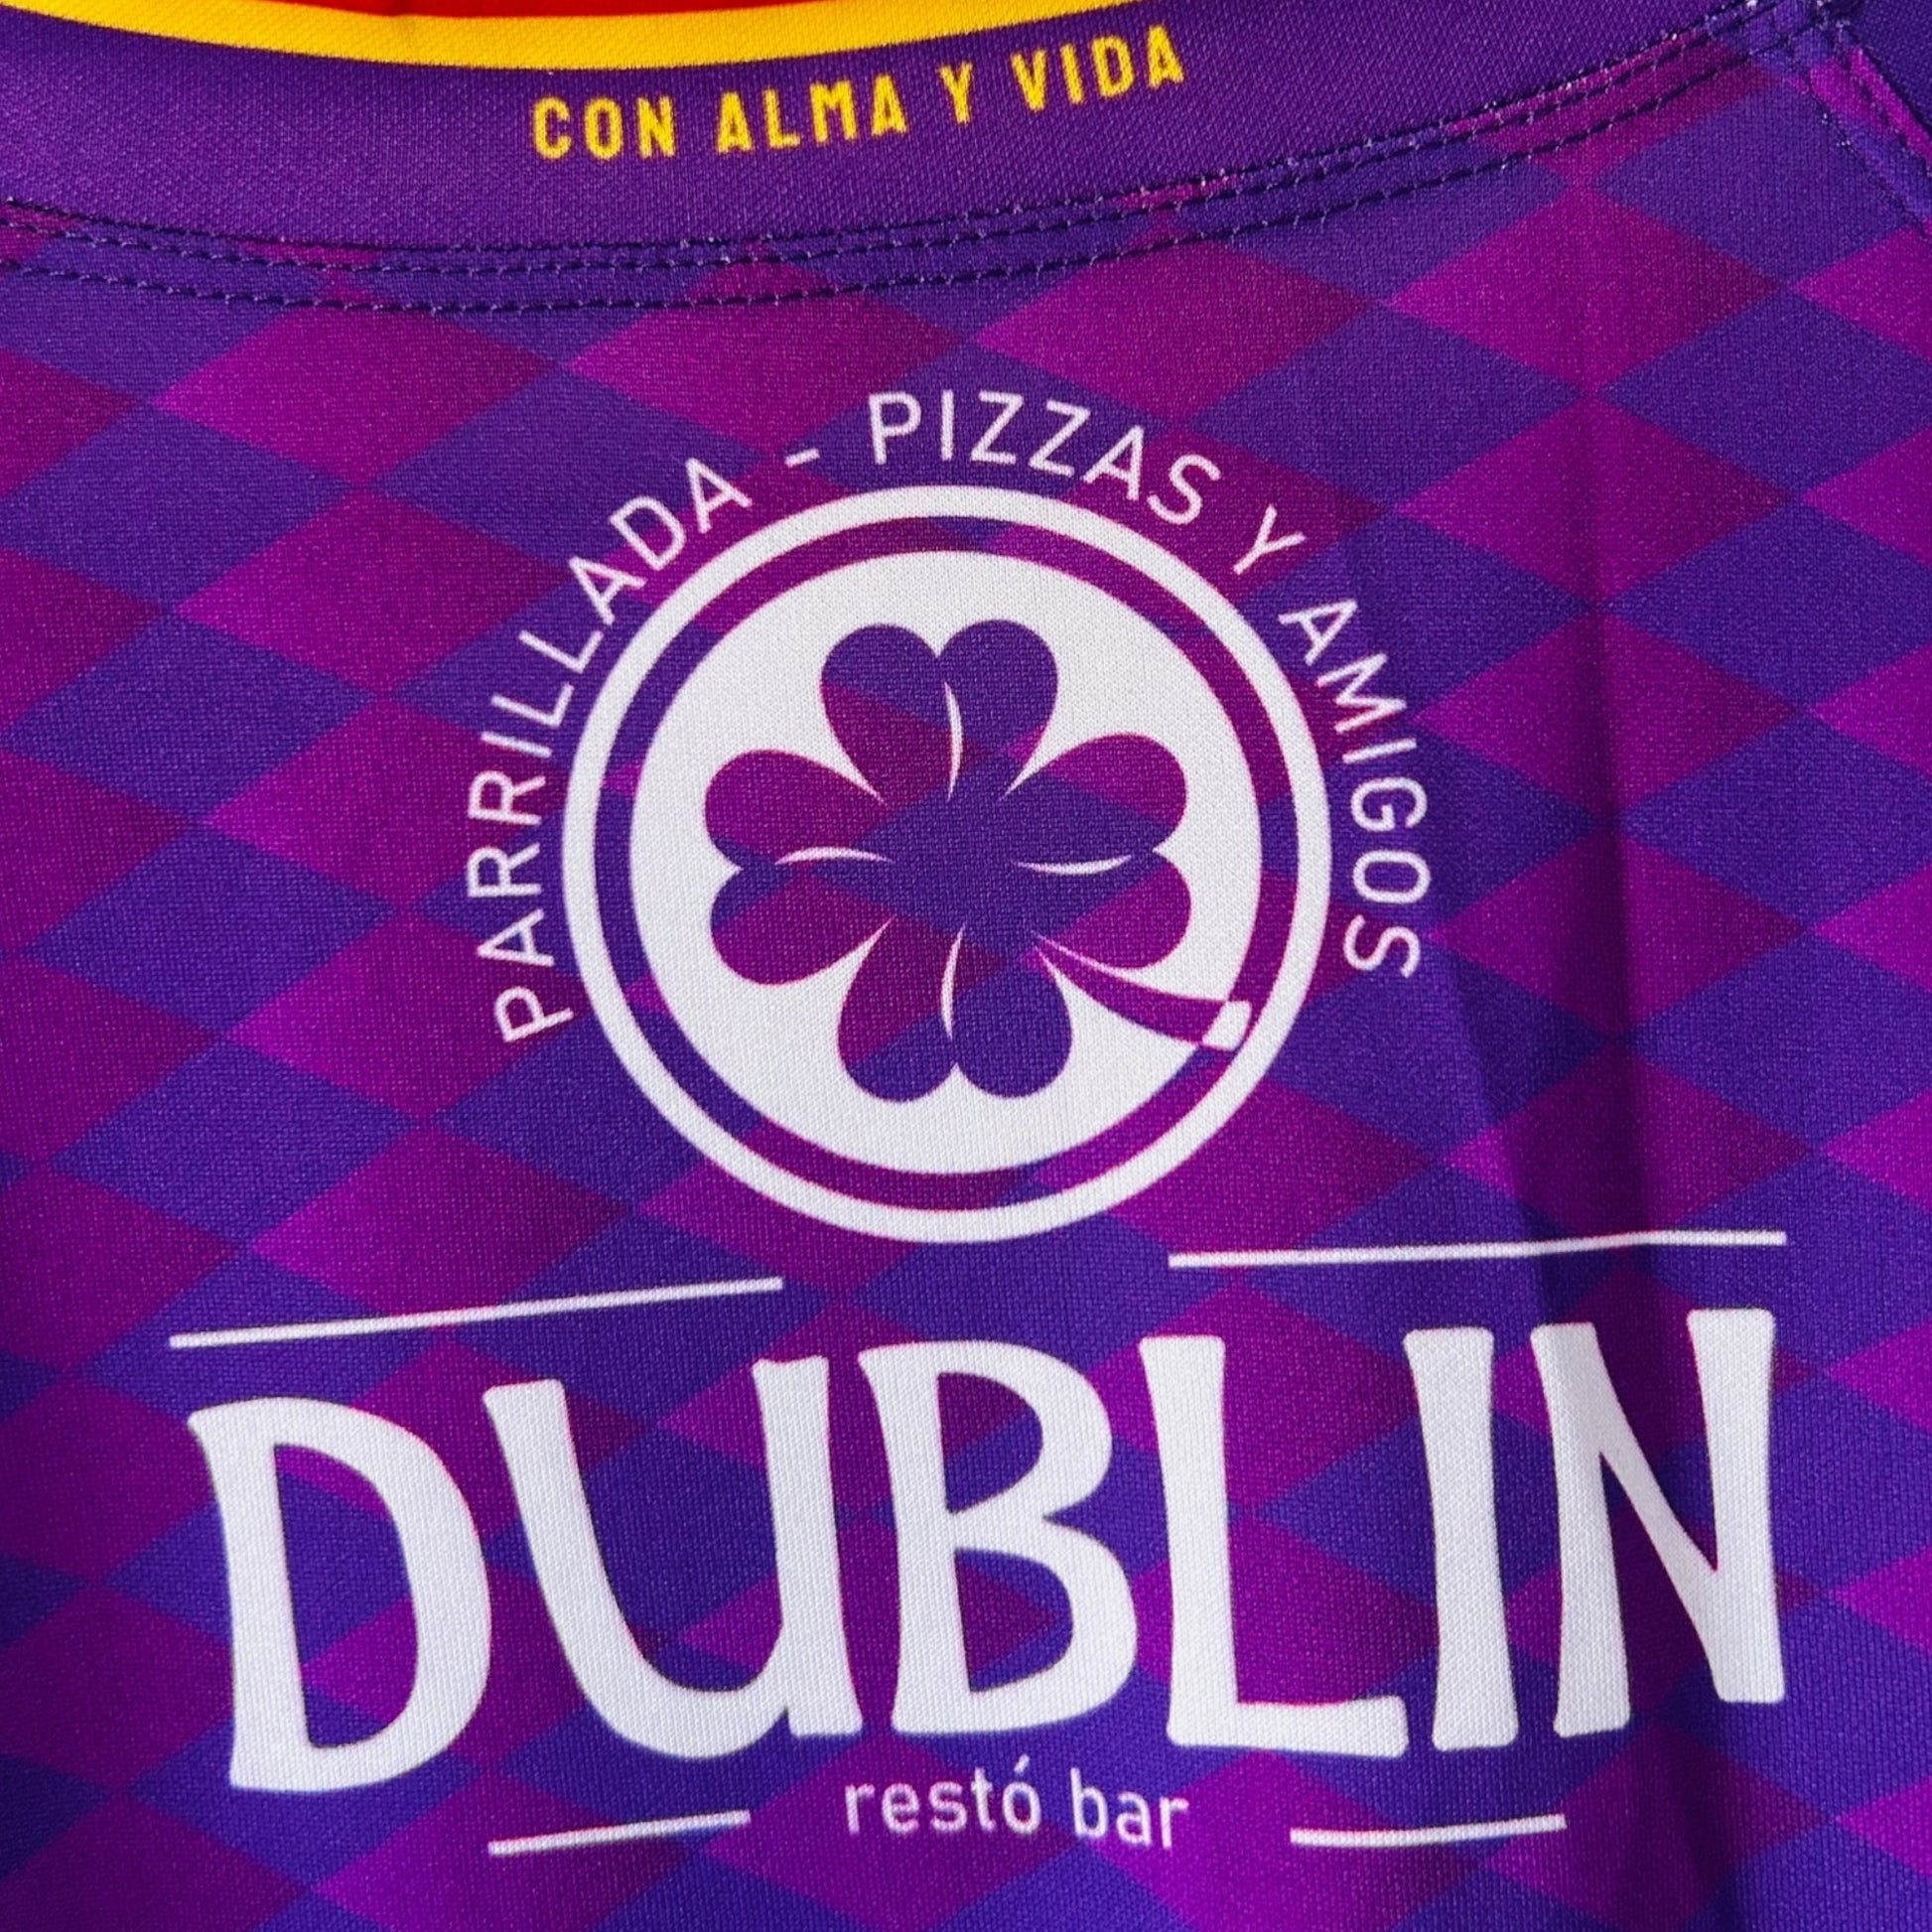 CON ALMA Y VIDA
PARRILLADA - PIZZAS Y AMIGOS
DUBLIN
restó bar